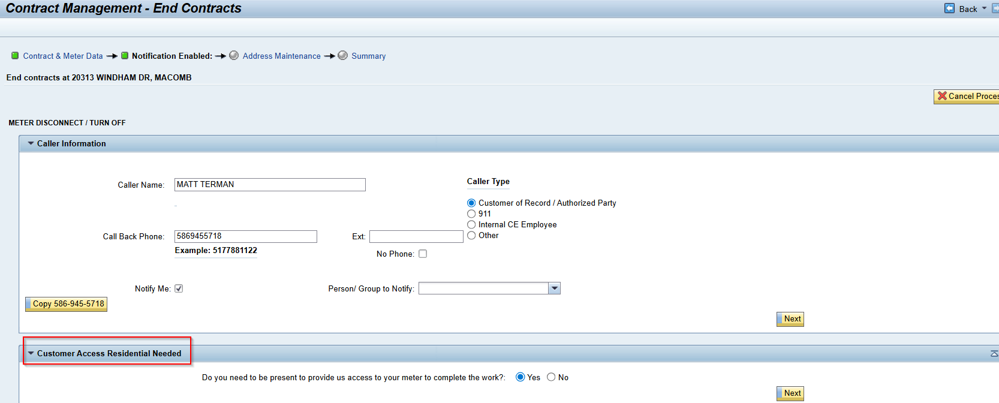 Contract Management - End Contracts
Back
Contract & Meter Data Notification Enabled: Address Maintenance Summary
End contracts at 20313 WINDHAM DR, MACOMB
Cancel Proces
METER DISCONNECT / TURN OFF
Caller Information
Caller Name: MATT TERMAN
Caller Type
Customer of Record / Authorized Party
911
Internal CE Employee
Other
Call Back Phone: 5869455718 Ext:
Example: 5177881122
No Phone:
Notify Me: Person/ Group to Notify:
Copy 586-945-5718
Next
Customer Access Residential Needed
Do you need to be present to provide us access to your meter to complete the work?: Yes No
Next